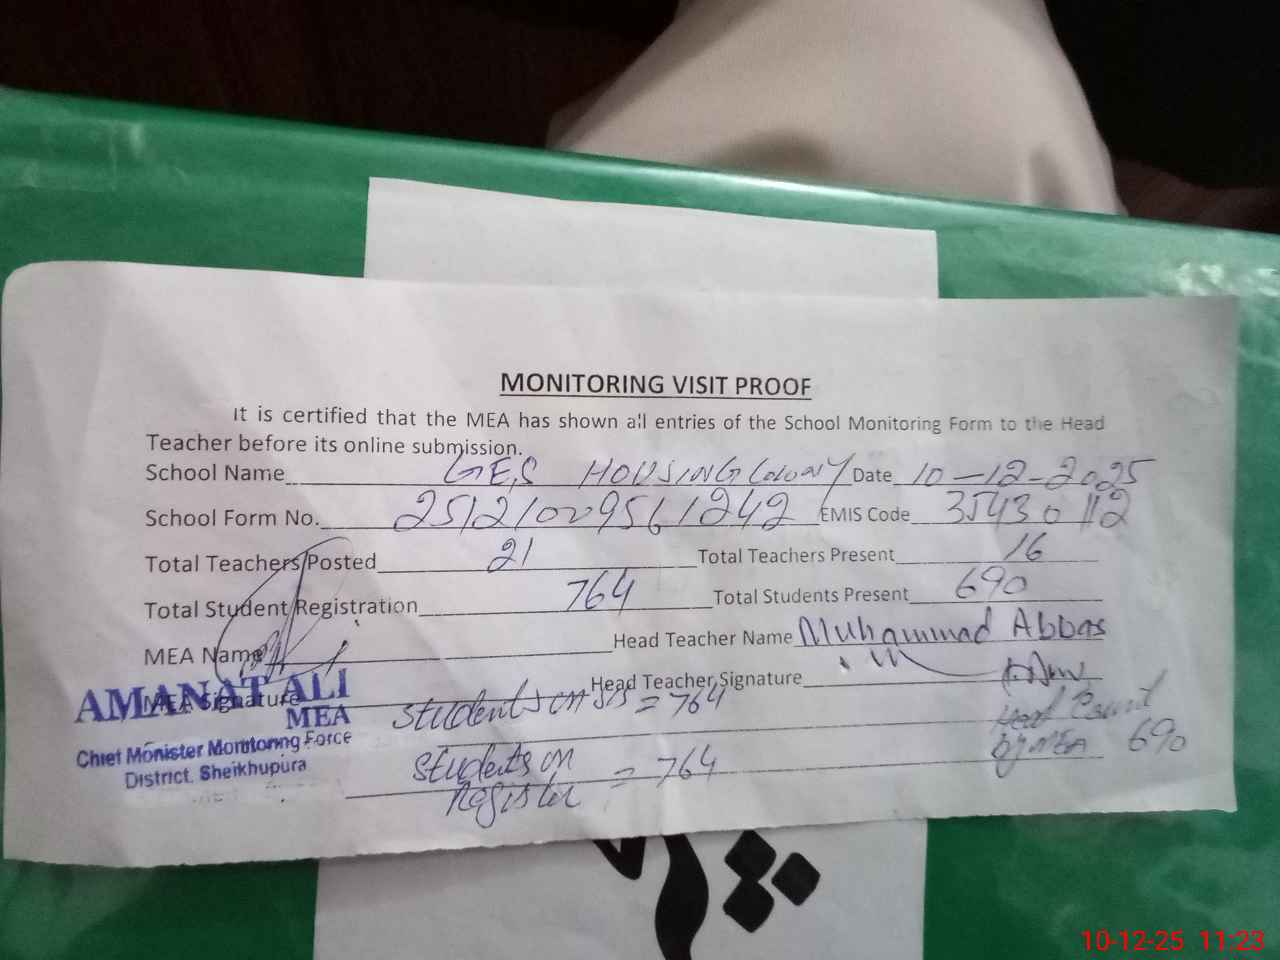 MONITORING VISIT PROOF
It is certified that the MEA has shown all entries of the School Monitoring Form to the Head
Teacher before its online submission.
School Name GES HOUSING Colony Date 10-12-2025
School Form No. 25121009561242 EMIS Code 35430112
Total Teachers Posted 21 Total Teachers Present 16
Total Student Registration 764 Total Students Present 690
MEA Name Head Teacher Name Muhammad Abbas
MEA Signature Head Teacher Signature
AMANAT ALI
MEA
Chief Monister Monitoring Force
District. Sheikhupura
Students on SIS = 764
Head Count
by MEA 690
Students on
Register = 764
10-12-25 11:23